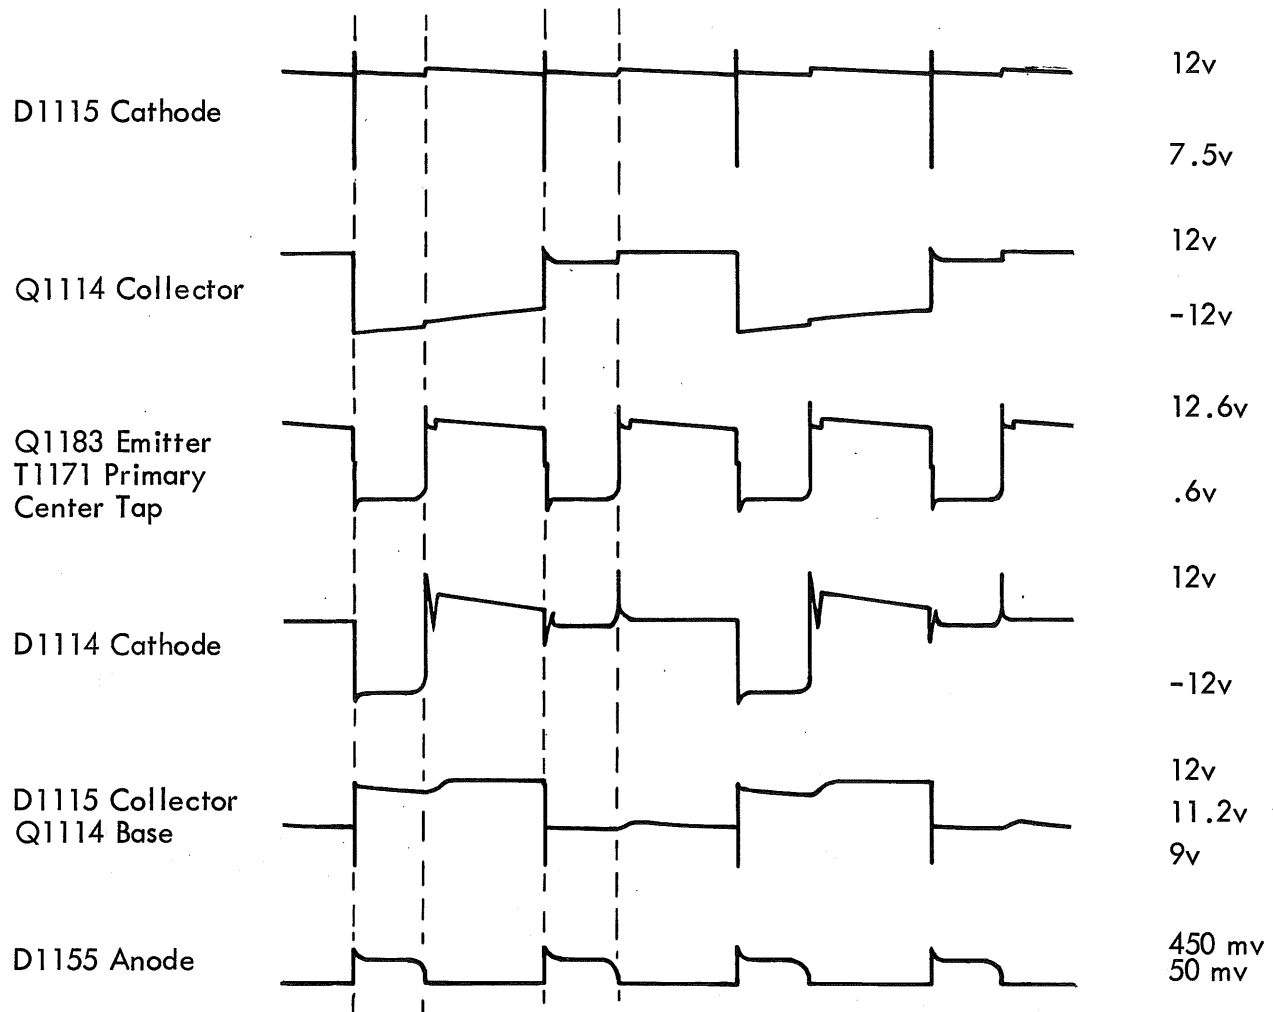 12v
D1115 Cathode
7.5v
12v
Q1114 Collector
-12v
12.6v
Q1183 Emitter
T1171 Primary
Center Tap
.6v
12v
D1114 Cathode
-12v
12v
D1115 Collector
11.2v
Q1114 Base
9v
450 mv
D1155 Anode
50 mv